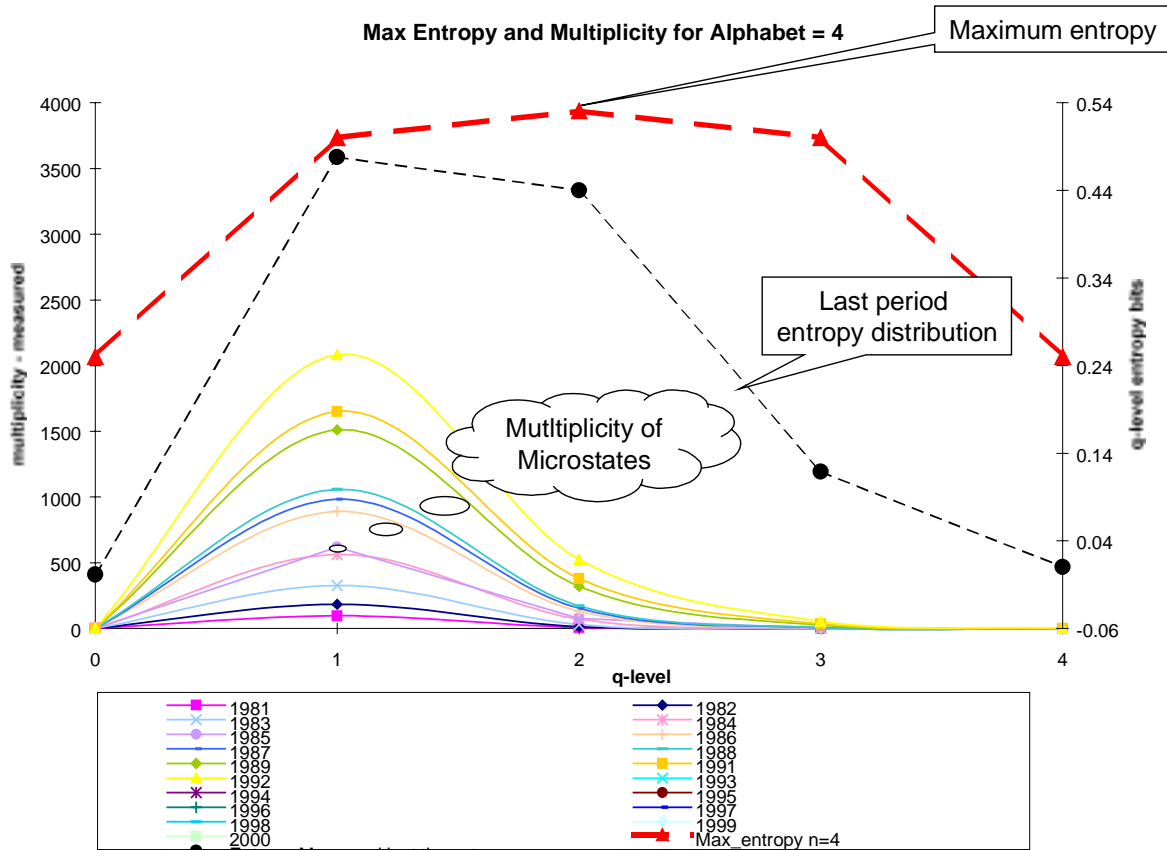 Max Entropy and Multiplicity for Alphabet = 4
Maximum entropy
4000
3500
3000
2500
2000
1500
1000
500
0
multiplicity - measured
0.54
0.44
0.34
0.24
0.14
0.04
-0.06
q-level entropy bits
Last period
entropy distribution
Mutltiplicity of
Microstates
0 1 2 3 4
q-level
1981 1982
1983 1984
1985 1986
1987 1988
1989 1991
1992 1993
1994 1995
1996 1997
1998 1999
2000 Max_entropy n=4